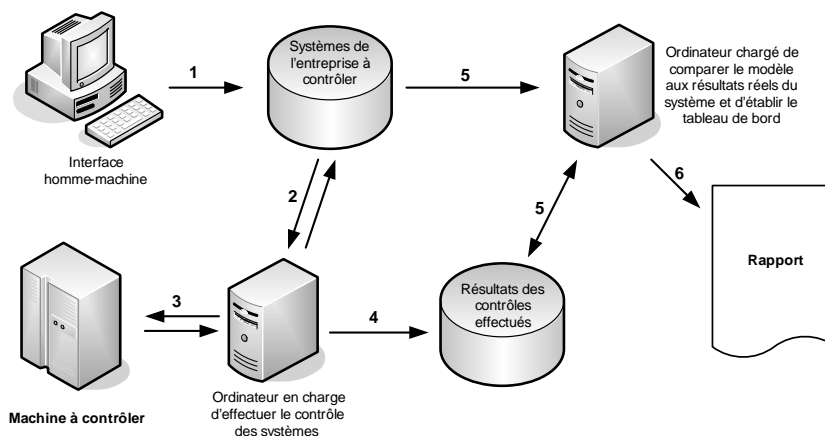 Systèmes de
l'entreprise à
contrôler
Ordinateur chargé de
comparer le modèle
aux résultats réels du
système et d'établir le
tableau de bord
1
5
Interface
homme-machine
2
5
6
Rapport
Résultats des
contrôles
effectués
3
4
Machine à contrôler
Ordinateur en charge
d'effectuer le contrôle
des systèmes